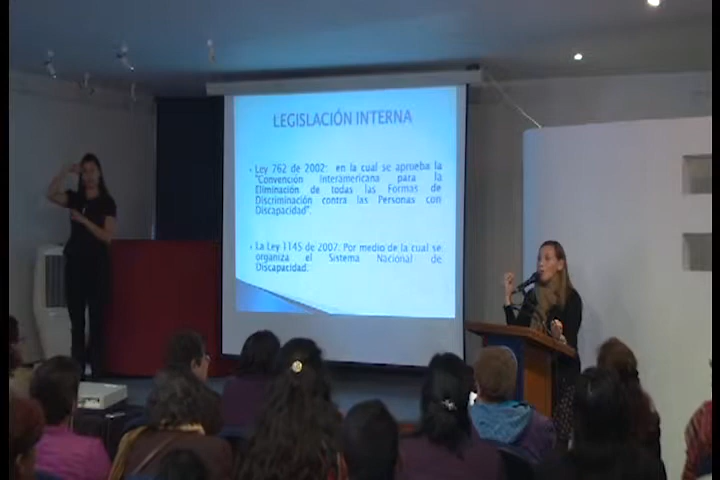 LEGISLACIÓN INTERNA
Ley 762 de 2002: en la cual se aprueba la
"Convención Interamericana para la
Eliminación de todas las Formas de
Discriminación contra las Personas con
Discapacidad".
La Ley 1145 de 2007: Por medio de la cual se
organiza el Sistema Nacional de
Discapacidad.